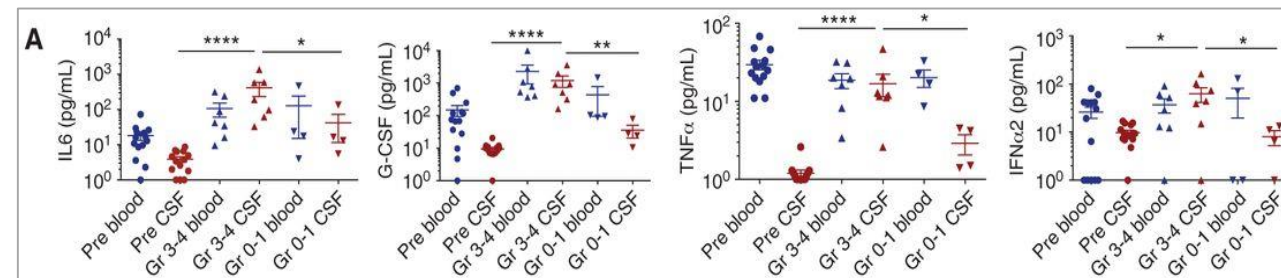 A
IL6 (pg/mL)
10⁴
10³
10²
10¹
10⁰
****
*
Pre blood
Pre CSF
Gr 3-4 blood
Gr 3-4 CSF
Gr 0-1 blood
Gr 0-1 CSF
G-CSF (pg/mL)
10⁴
10³
10²
10¹
10⁰
****
**
Pre blood
Pre CSF
Gr 3-4 blood
Gr 3-4 CSF
Gr 0-1 blood
Gr 0-1 CSF
TNFα (pg/mL)
10²
10¹
10⁰
****
*
Pre blood
Pre CSF
Gr 3-4 blood
Gr 3-4 CSF
Gr 0-1 blood
Gr 0-1 CSF
IFNα2 (pg/mL)
10³
10²
10¹
10⁰
*
*
Pre blood
Pre CSF
Gr 3-4 blood
Gr 3-4 CSF
Gr 0-1 blood
Gr 0-1 CSF